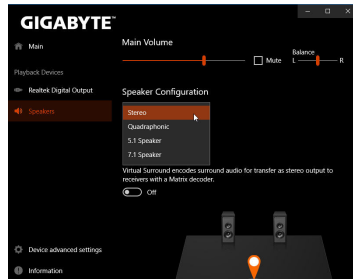 GIGABYTE™
Main
Playback Devices
Realtek Digital Output
Speakers
Device advanced settings
Information
Main Volume
Mute
Balance
L
R
Speaker Configuration
Stereo
Quadraphonic
5.1 Speaker
7.1 Speaker
Virtual Surround encodes surround audio for transfer as stereo output to
receivers with a Matrix decoder.
Off